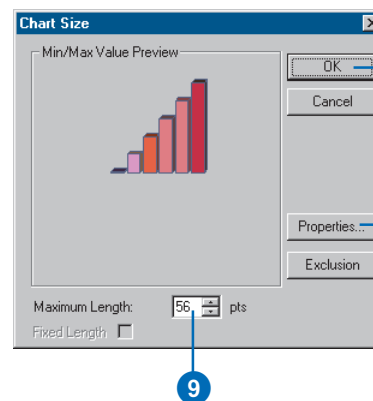 Chart Size
Min/Max Value Preview
OK
Cancel
Properties...
Exclusion
Maximum Length: 56 pts
Fixed Length
9